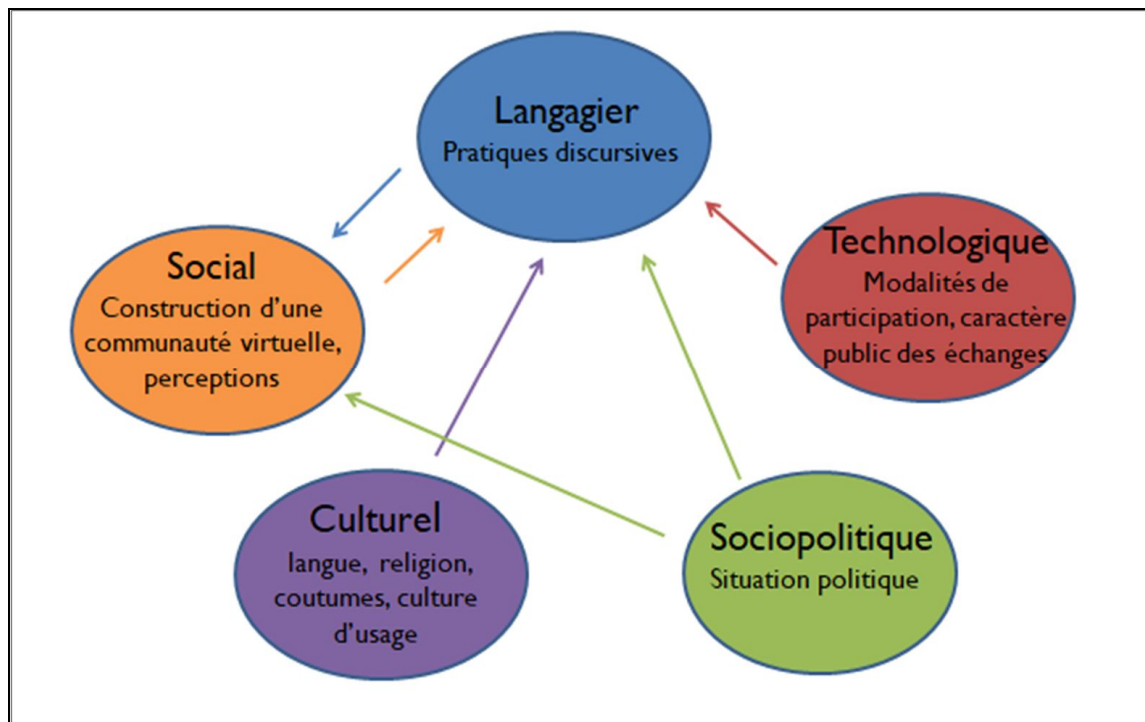 Langagier
Pratiques discursives
Technologique
Modalités de
participation, caractère
public des échanges
Social
Construction d'une
communauté virtuelle,
perceptions
Culturel
langue, religion,
coutumes, culture
d'usage
Sociopolitique
Situation politique